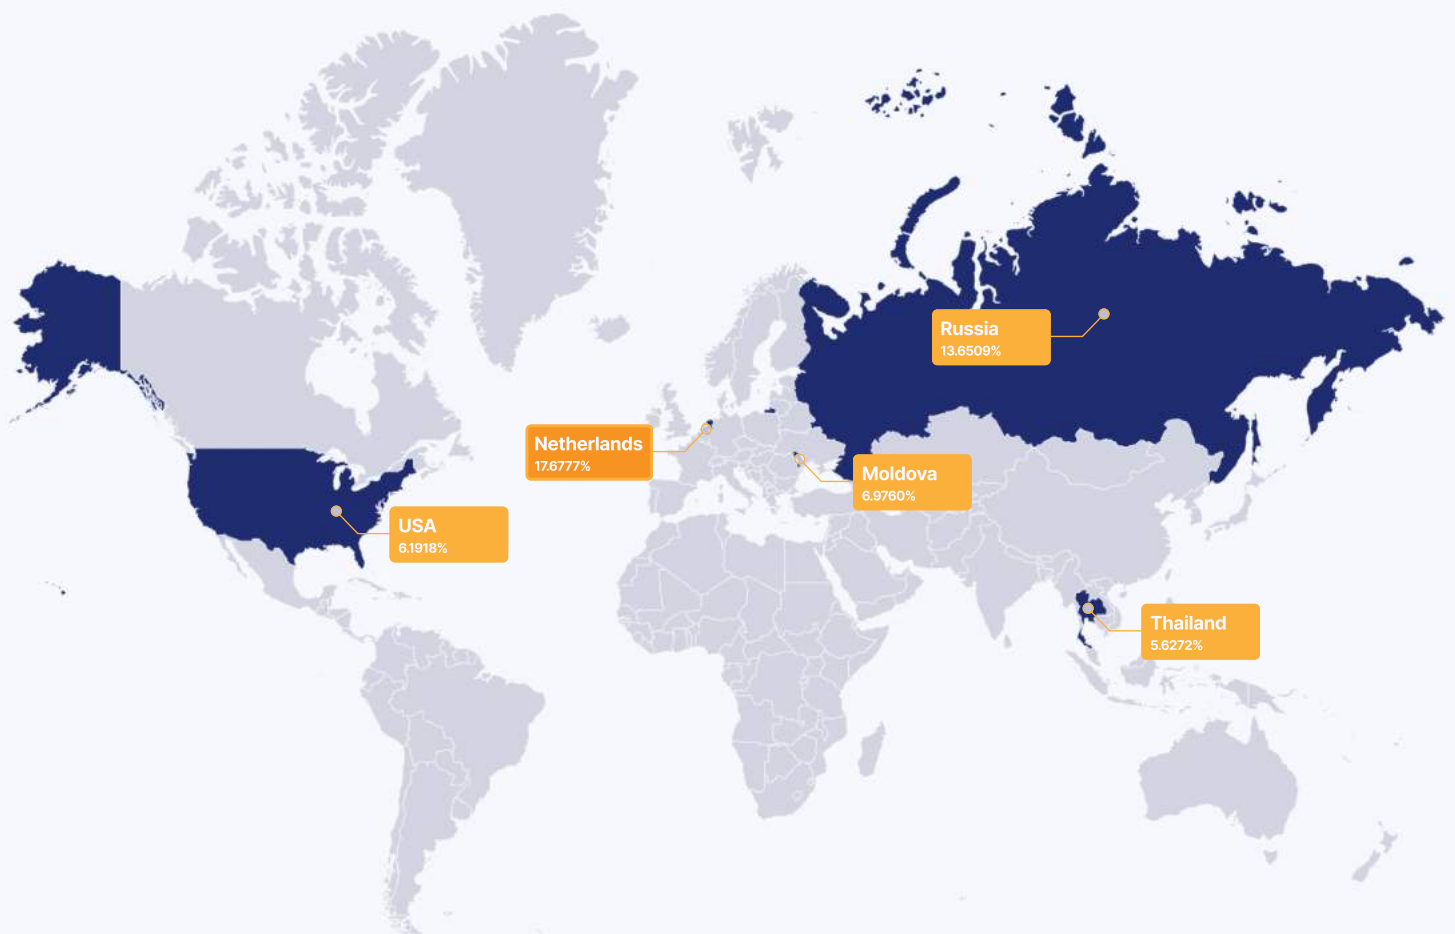 Russia
13.6509%
Netherlands
17.6777%
Moldova
6.9760%
USA
6.1918%
Thailand
5.6272%